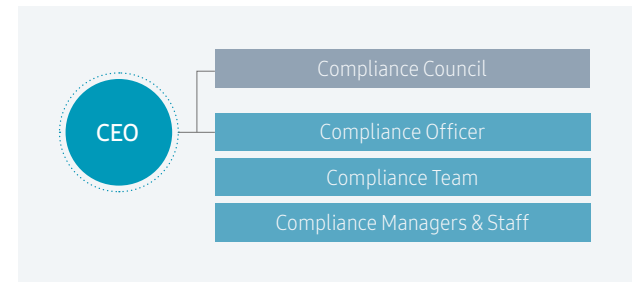 Compliance Council
CEO
Compliance Officer
Compliance Team
Compliance Managers & Staff